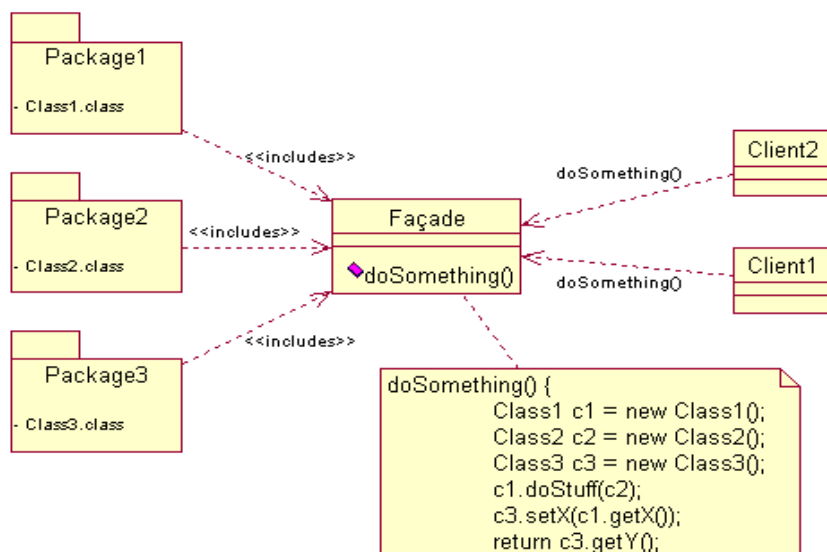 Package1
- Class1.class
<<includes>>
Package2
- Class2.class
<<includes>>
Package3
- Class3.class
<<includes>>
Façade
doSomething()
Client2
doSomething()
Client1
doSomething()
doSomething() {
Class1 c1 = new Class1();
Class2 c2 = new Class2();
Class3 c3 = new Class3();
c1.doStuff(c2);
c3.setX(c1.getX());
return c3.getY();